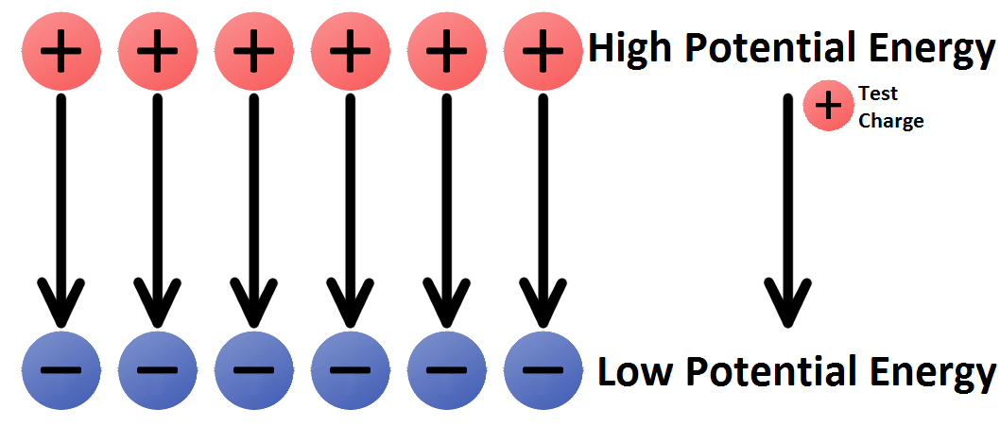 + + + + + + High Potential Energy
+ Test
Charge
− − − − − − Low Potential Energy